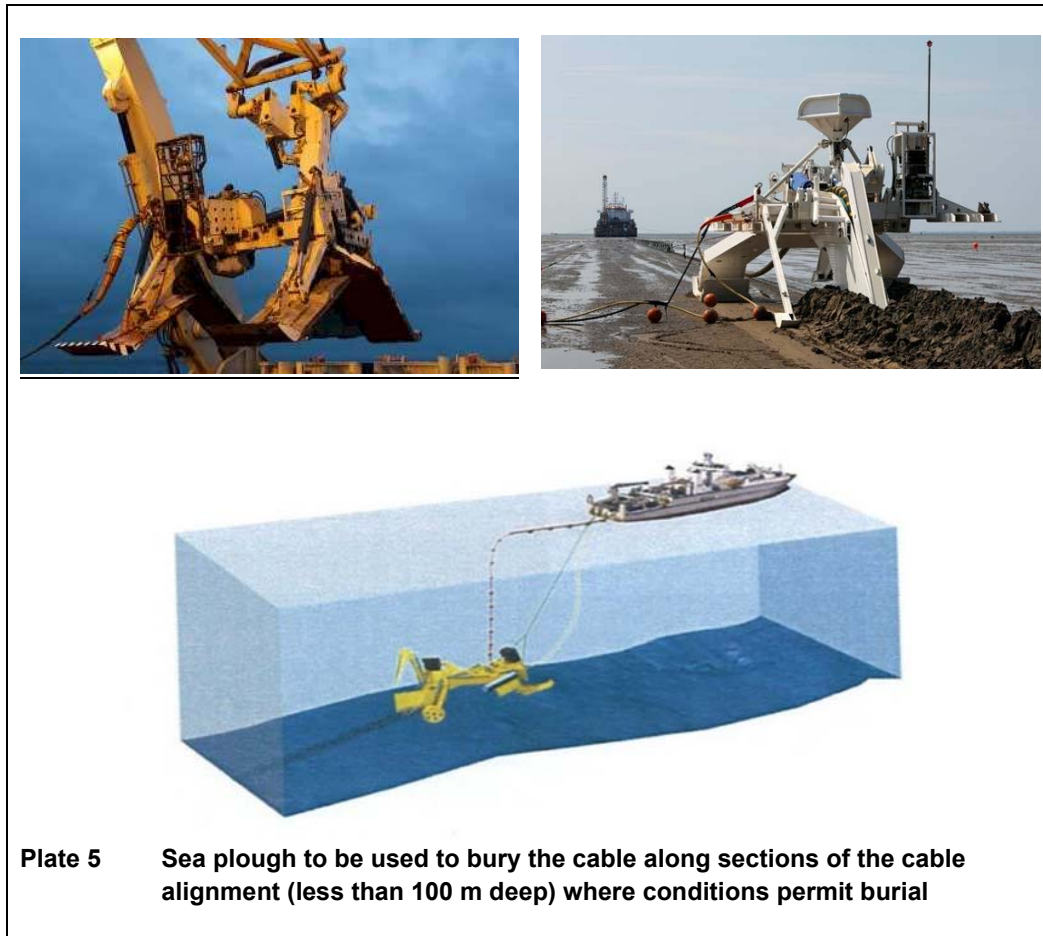 Plate 5 Sea plough to be used to bury the cable along sections of the cable
alignment (less than 100 m deep) where conditions permit burial